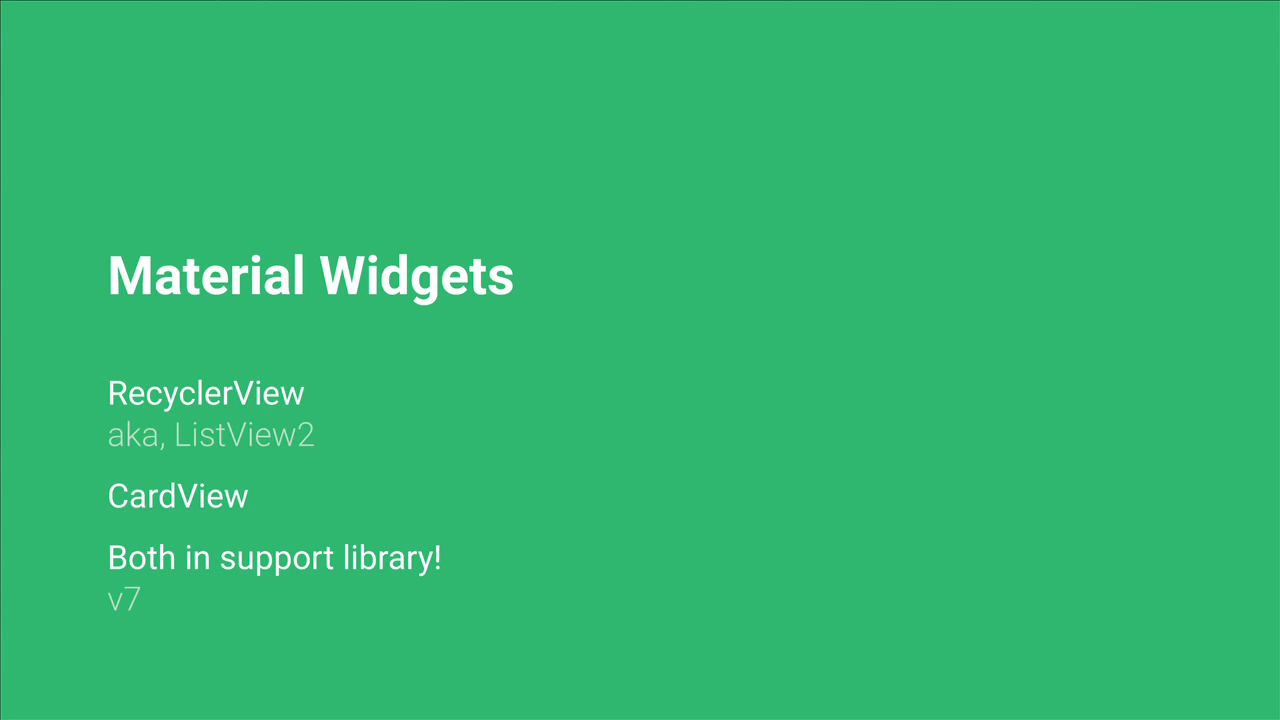 Material Widgets
RecyclerView
aka, ListView2
CardView
Both in support library!
v7